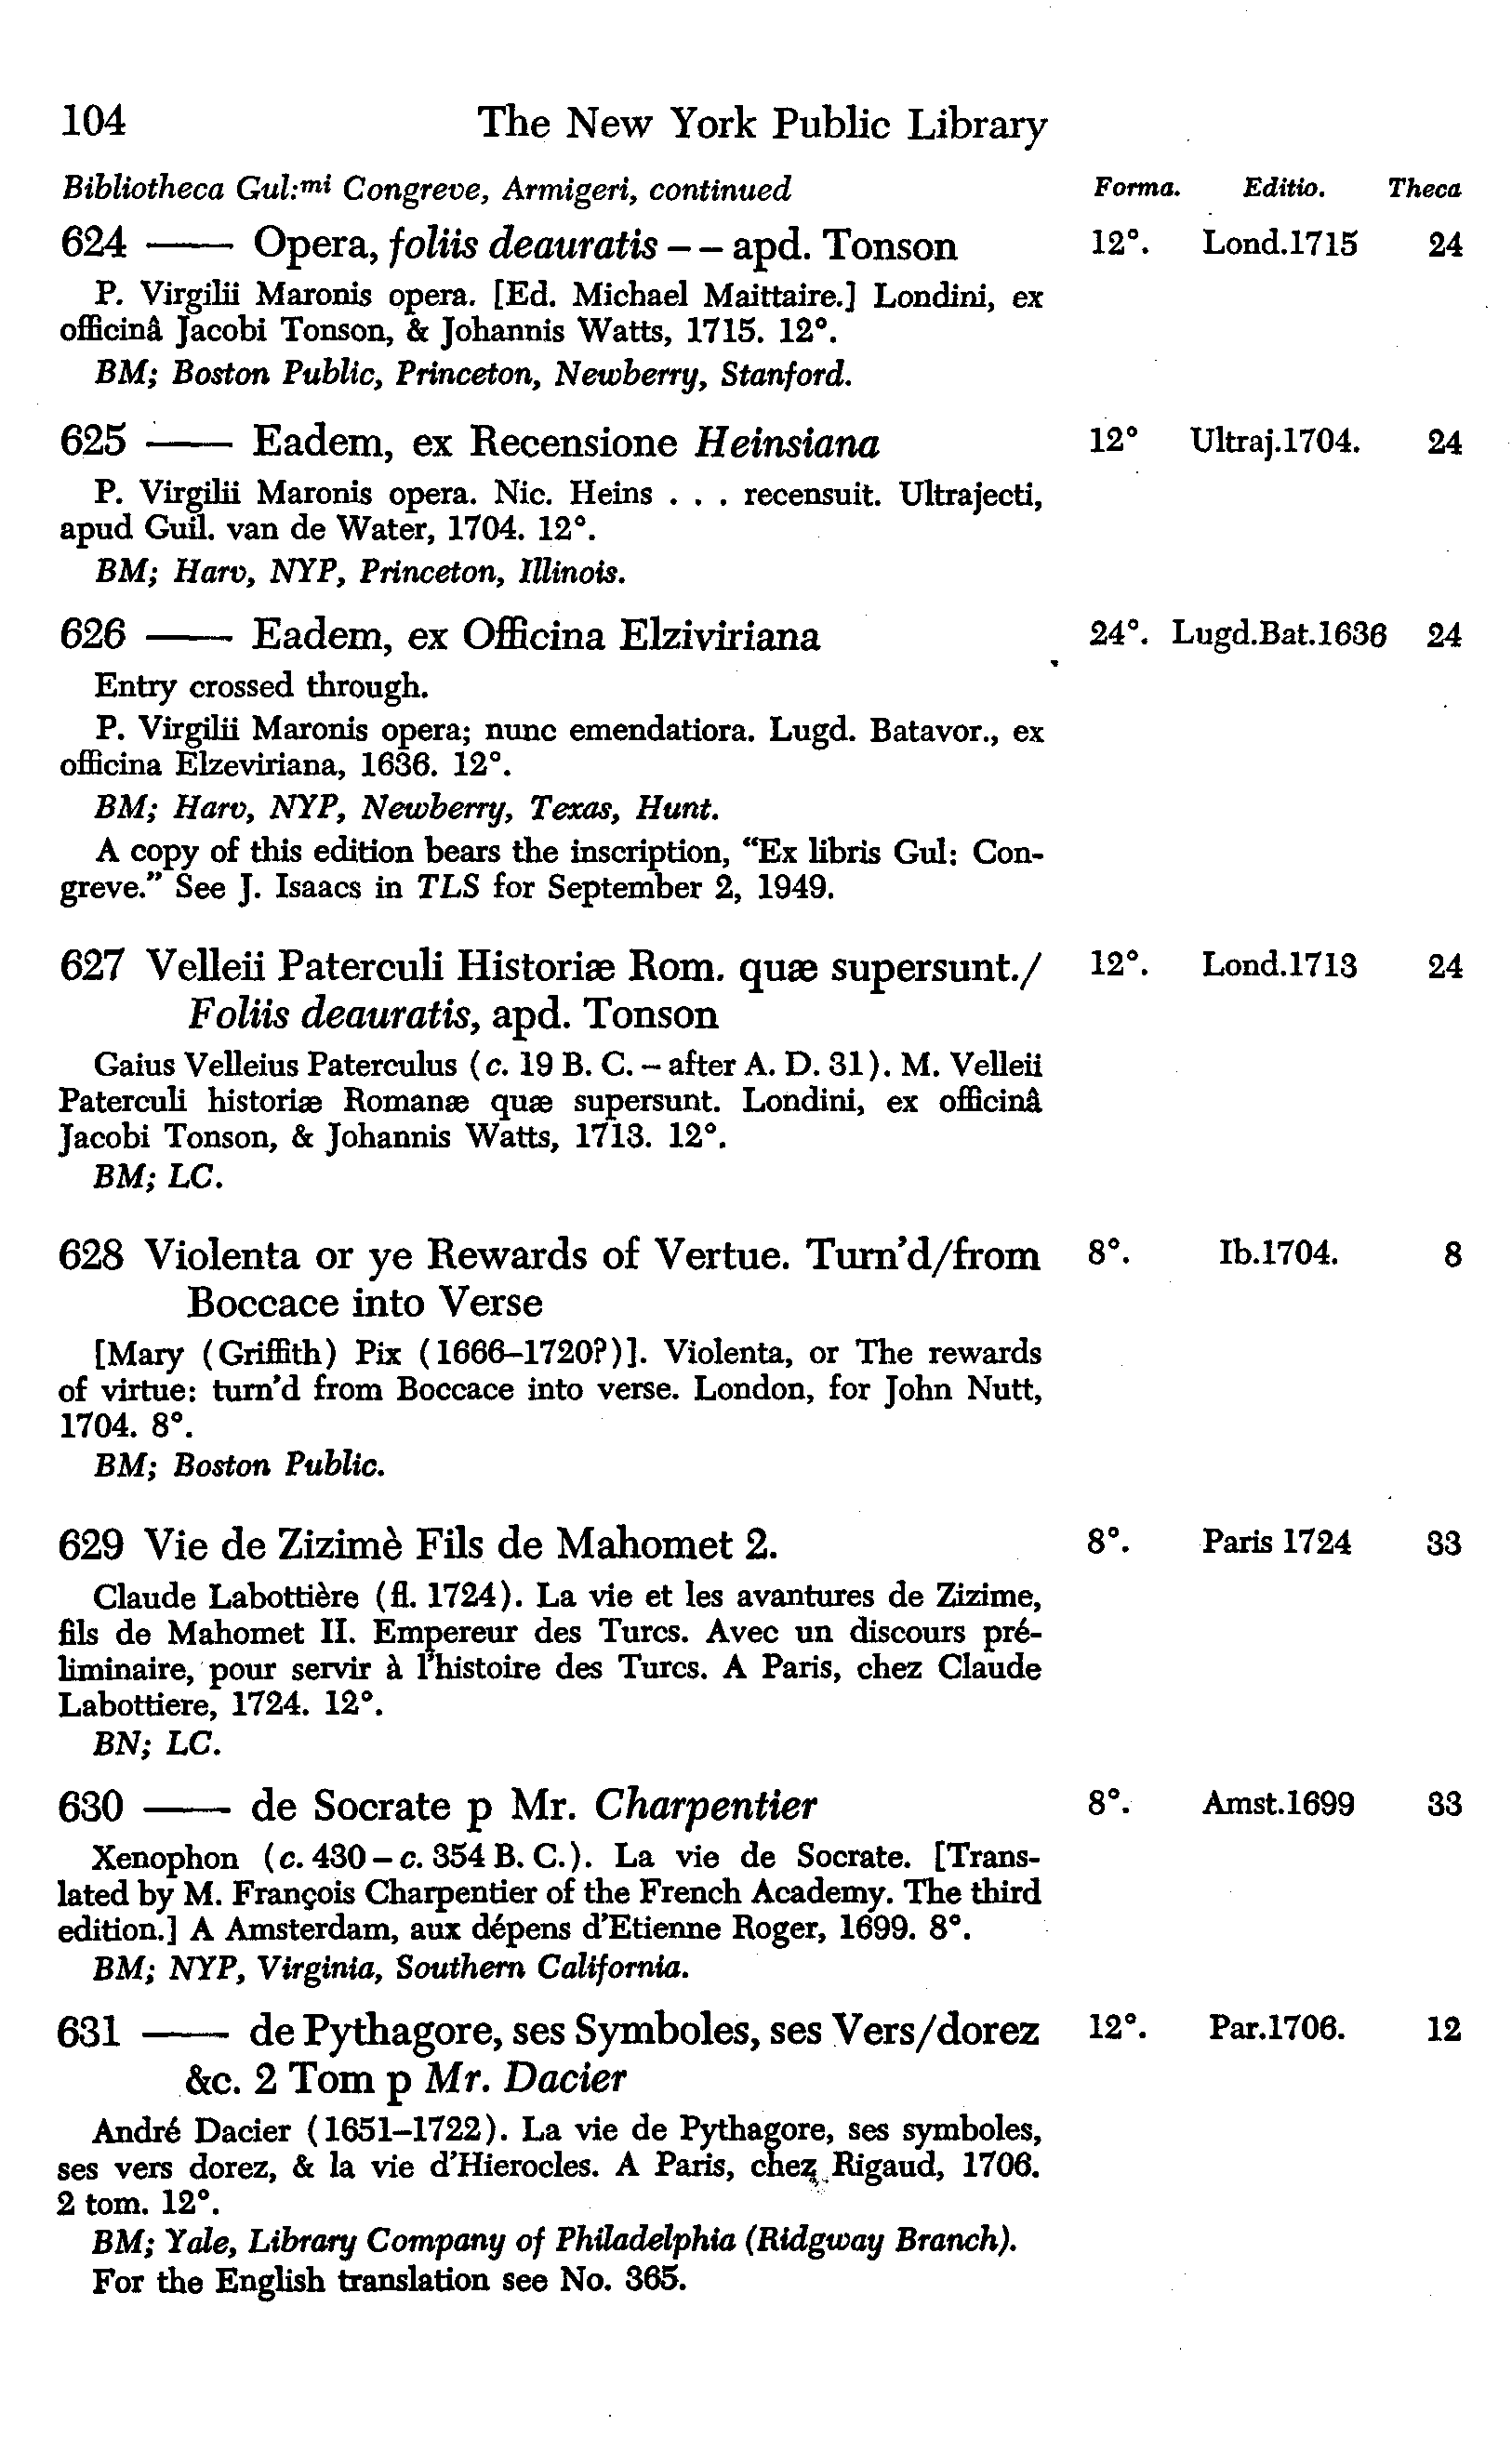 104 The New York Public Library
Bibliotheca Gul:mi Congreve, Armigeri, continued Forma. Editio. Theca
624 —— Opera, foliis deauratis – – apd. Tonson 12°. Lond.1715 24
P. Virgilii Maronis opera. [Ed. Michael Maittaire.] Londini, ex
officinâ Jacobi Tonson, & Johannis Watts, 1715. 12°.
BM; Boston Public, Princeton, Newberry, Stanford.
625 —— Eadem, ex Recensione Heinsiana 12° Ultraj.1704. 24
P. Virgilii Maronis opera. Nic. Heins . . . recensuit. Ultrajecti,
apud Guil. van de Water, 1704. 12°.
BM; Harv, NYP, Princeton, Illinois.
626 —— Eadem, ex Officina Elziviriana 24°. Lugd.Bat.1636 24
Entry crossed through.
P. Virgilii Maronis opera; nunc emendatiora. Lugd. Batavor., ex
officina Elzeviriana, 1636. 12°.
BM; Harv, NYP, Newberry, Texas, Hunt.
A copy of this edition bears the inscription, “Ex libris Gul: Con-
greve.” See J. Isaacs in TLS for September 2, 1949.
627 Velleii Paterculi Historiæ Rom. quæ supersunt./ 12°. Lond.1713 24
Foliis deauratis, apd. Tonson
Gaius Velleius Paterculus (c. 19 B. C. – after A. D. 31). M. Velleii
Paterculi historiæ Romanæ quæ supersunt. Londini, ex officinâ
Jacobi Tonson, & Johannis Watts, 1713. 12°.
BM; LC.
628 Violenta or ye Rewards of Vertue. Turn’d/from 8°. Ib.1704. 8
Boccace into Verse
[Mary (Griffith) Pix (1666–1720?)]. Violenta, or The rewards
of virtue: turn’d from Boccace into verse. London, for John Nutt,
1704. 8°.
BM; Boston Public.
629 Vie de Zizimè Fils de Mahomet 2. 8°. Paris 1724 33
Claude Labottière (fl. 1724). La vie et les avantures de Zizime,
fils de Mahomet II. Empereur des Turcs. Avec un discours pré-
liminaire, pour servir à l’histoire des Turcs. A Paris, chez Claude
Labottiere, 1724. 12°.
BN; LC.
630 —— de Socrate p Mr. Charpentier 8°. Amst.1699 33
Xenophon (c. 430 – c. 354 B. C.). La vie de Socrate. [Trans-
lated by M. François Charpentier of the French Academy. The third
edition.] A Amsterdam, aux dépens d’Etienne Roger, 1699. 8°.
BM; NYP, Virginia, Southern California.
631 —— de Pythagore, ses Symboles, ses Vers/dorez 12°. Par.1706. 12
&c. 2 Tom p Mr. Dacier
André Dacier (1651–1722). La vie de Pythagore, ses symboles,
ses vers dorez, & la vie d’Hierocles. A Paris, chez Rigaud, 1706.
2 tom. 12°.
BM; Yale, Library Company of Philadelphia (Ridgway Branch).
For the English translation see No. 365.